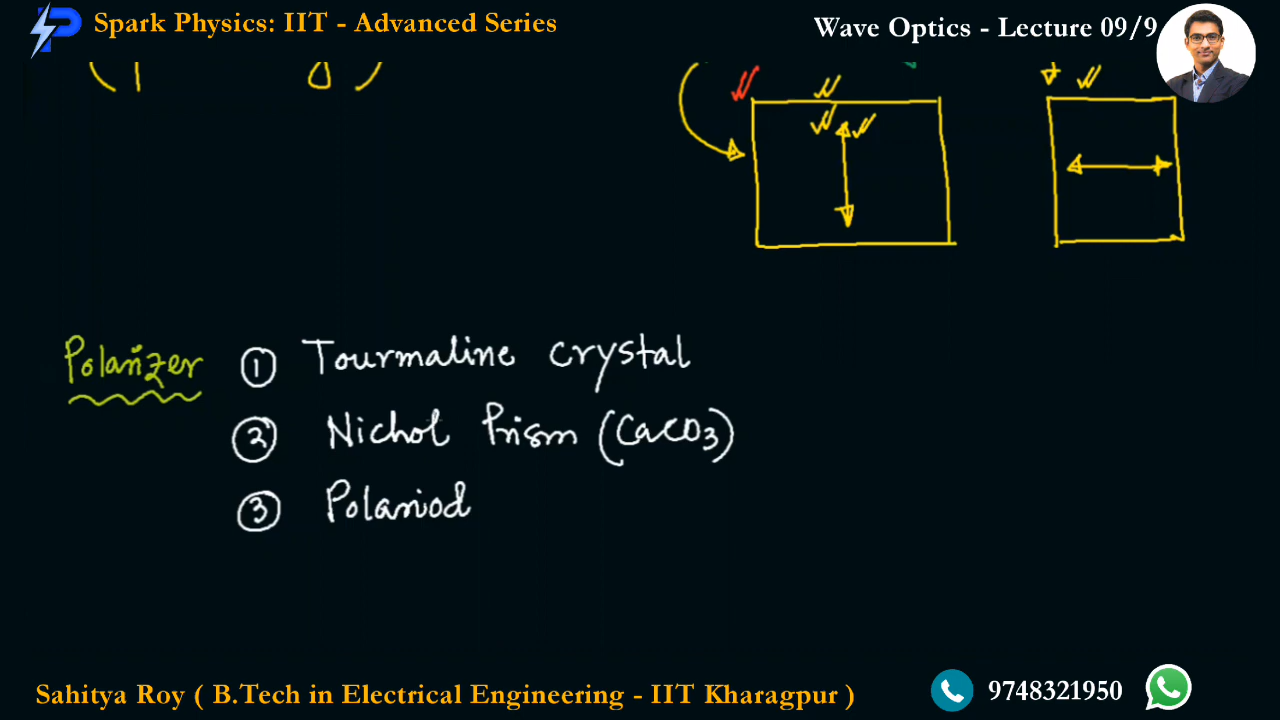 Spark Physics: IIT - Advanced Series
Wave Optics - Lecture 09/9
Polarizer ① Tourmaline crystal
② Nichol Prism (CaCO3)
③ Polariod
Sahitya Roy ( B.Tech in Electrical Engineering - IIT Kharagpur )
9748321950